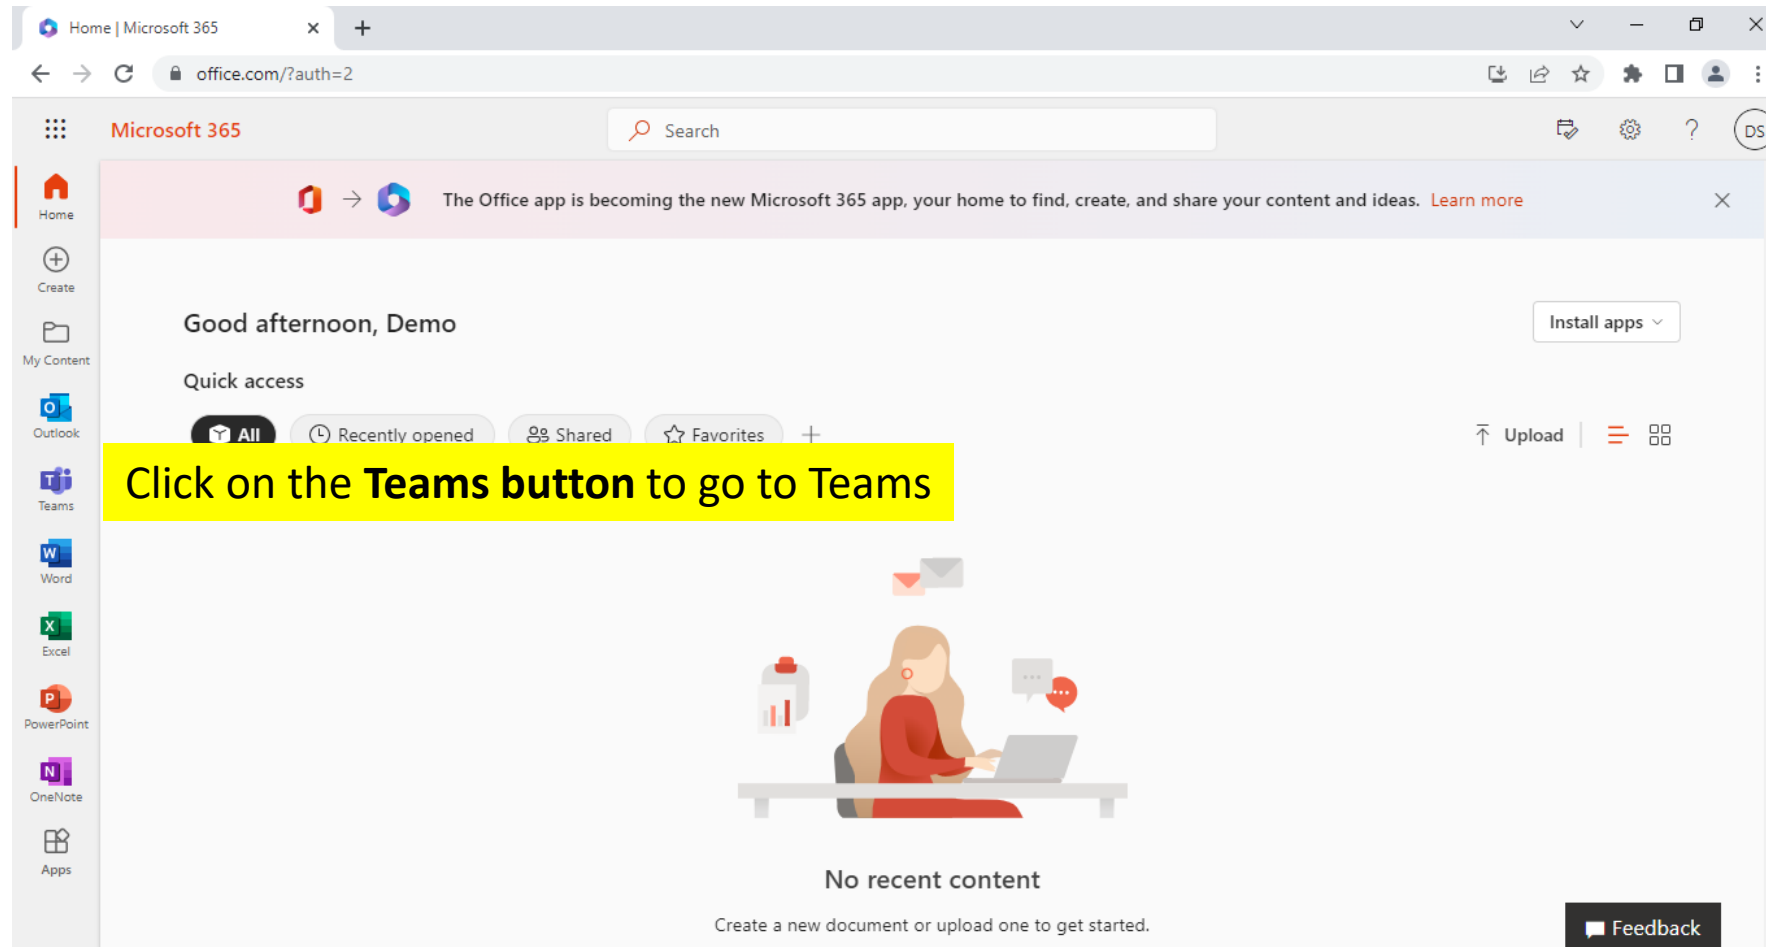 Home | Microsoft 365
office.com/?auth=2
Microsoft 365
Search
DS
Home
The Office app is becoming the new Microsoft 365 app, your home to find, create, and share your content and ideas. Learn more
Create
Good afternoon, Demo
Install apps
My Content
Quick access
Outlook
All
Recently opened
Shared
Favorites
Upload
Click on the Teams button to go to Teams
Teams
Word
Excel
PowerPoint
OneNote
Apps
No recent content
Create a new document or upload one to get started.
Feedback